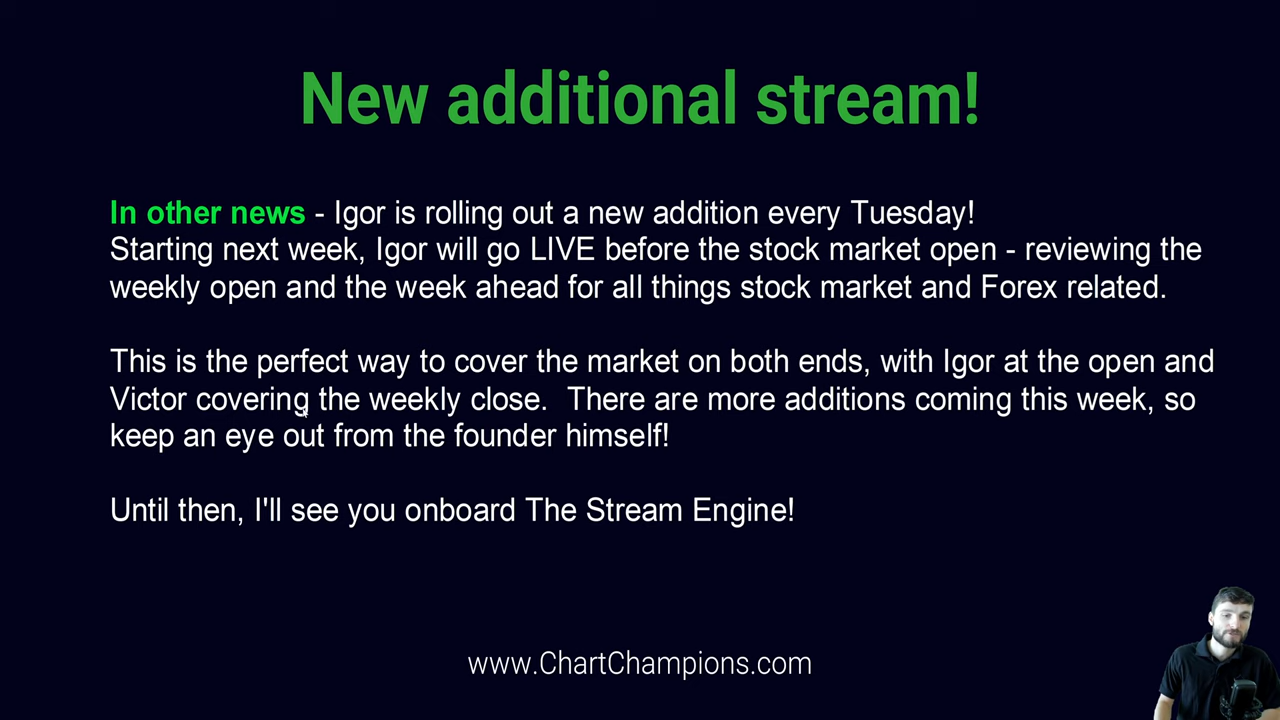 New additional stream!
In other news - Igor is rolling out a new addition every Tuesday!
Starting next week, Igor will go LIVE before the stock market open - reviewing the
weekly open and the week ahead for all things stock market and Forex related.
This is the perfect way to cover the market on both ends, with Igor at the open and
Victor covering the weekly close.  There are more additions coming this week, so
keep an eye out from the founder himself!
Until then, I'll see you onboard The Stream Engine!
www.ChartChampions.com